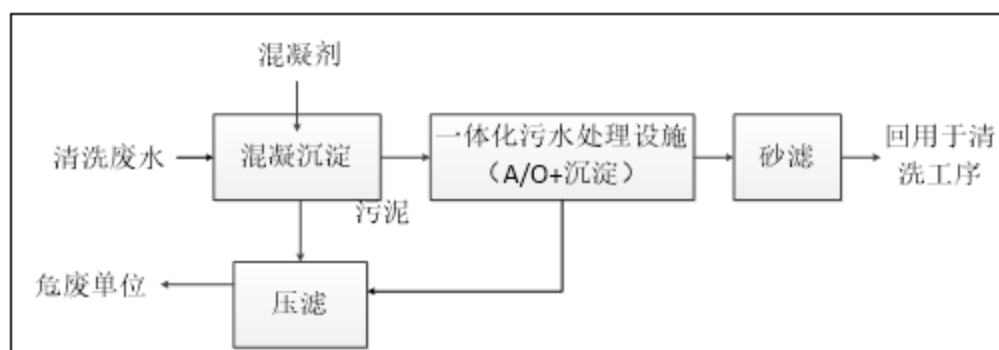 混凝剂
清洗废水
混凝沉淀
一体化污水处理设施
（A/O+沉淀）
砂滤
回用于清
洗工序
污泥
危废单位
压滤